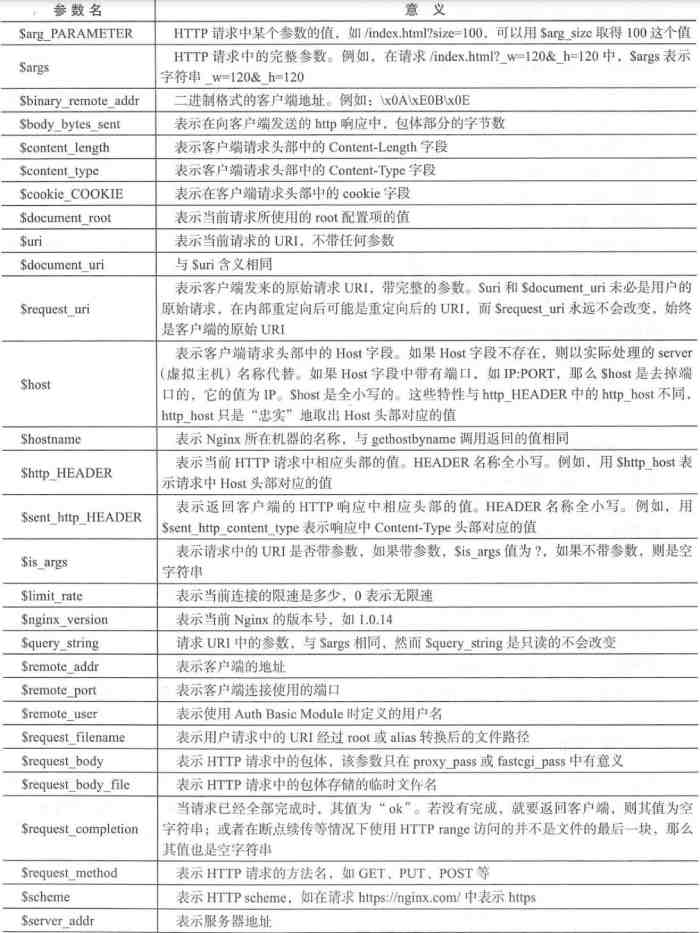 参数名 意义
$arg_PARAMETER HTTP 请求中某个参数的值，如 /index.html?size=100，可以用 $arg_size 取得 100 这个值
$args HTTP 请求中的完整参数。例如，在请求 /index.html?_w=120&_h=120 中，$args 表示
字符串 _w=120&_h=120
$binary_remote_addr 二进制格式的客户端地址。例如：\x0A\xE0B\x0E
$body_bytes_sent 表示在向客户端发送的 http 响应中，包体部分的字节数
$content_length 表示客户端请求头部中的 Content-Length 字段
$content_type 表示客户端请求头部中的 Content-Type 字段
$cookie_COOKIE 表示在客户端请求头部中的 cookie 字段
$document_root 表示当前请求所使用的 root 配置项的值
$uri 表示当前请求的 URI，不带任何参数
$document_uri 与 $uri 含义相同
$request_uri 表示客户端发来的原始请求 URI，带完整的参数。$uri 和 $document_uri 未必是用户的
原始请求，在内部重定向后可能是重定向后的 URI，而 $request_uri 永远不会改变，始终
是客户端的原始 URI
$host 表示客户端请求头部中的 Host 字段。如果 Host 字段不存在，则以实际处理的 server
（虚拟主机）名称代替。如果 Host 字段中带有端口，如 IP:PORT，那么 $host 是去掉端
口的，它的值为 IP。$host 是全小写的。这些特性与 http_HEADER 中的 http_host 不同，
http_host 只是“忠实”地取出 Host 头部对应的值
$hostname 表示 Nginx 所在机器的名称，与 gethostbyname 调用返回的值相同
$http_HEADER 表示当前 HTTP 请求中相应头部的值。HEADER 名称全小写。例如，用 $http_host 表
示请求中 Host 头部对应的值
$sent_http_HEADER 表示返回客户端的 HTTP 响应中相应头部的值。HEADER 名称全小写。例如，用
$sent_http_content_type 表示响应中 Content-Type 头部对应的值
$is_args 表示请求中的 URI 是否带参数，如果带参数，$is_args 值为 ?，如果不带参数，则是空
字符串
$limit_rate 表示当前连接的限速是多少，0 表示无限速
$nginx_version 表示当前 Nginx 的版本号，如 1.0.14
$query_string 请求 URI 中的参数，与 $args 相同，然而 $query_string 是只读的不会改变
$remote_addr 表示客户端的地址
$remote_port 表示客户端连接使用的端口
$remote_user 表示使用 Auth Basic Module 时定义的用户名
$request_filename 表示用户请求中的 URI 经过 root 或 alias 转换后的文件路径
$request_body 表示 HTTP 请求中的包体，该参数只在 proxy_pass 或 fastcgi_pass 中有意义
$request_body_file 表示 HTTP 请求中的包体存储的临时文件名
$request_completion 当请求已经全部完成时，其值为“ok”。若没有完成，就要返回客户端，则其值为空
字符串；或者在断点续传等情况下使用 HTTP range 访问的并不是文件的最后一块，那么
其值也是空字符串
$request_method 表示 HTTP 请求的方法名，如 GET、PUT、POST 等
$scheme 表示 HTTP scheme，如在请求 https://nginx.com/ 中表示 https
$server_addr 表示服务器地址